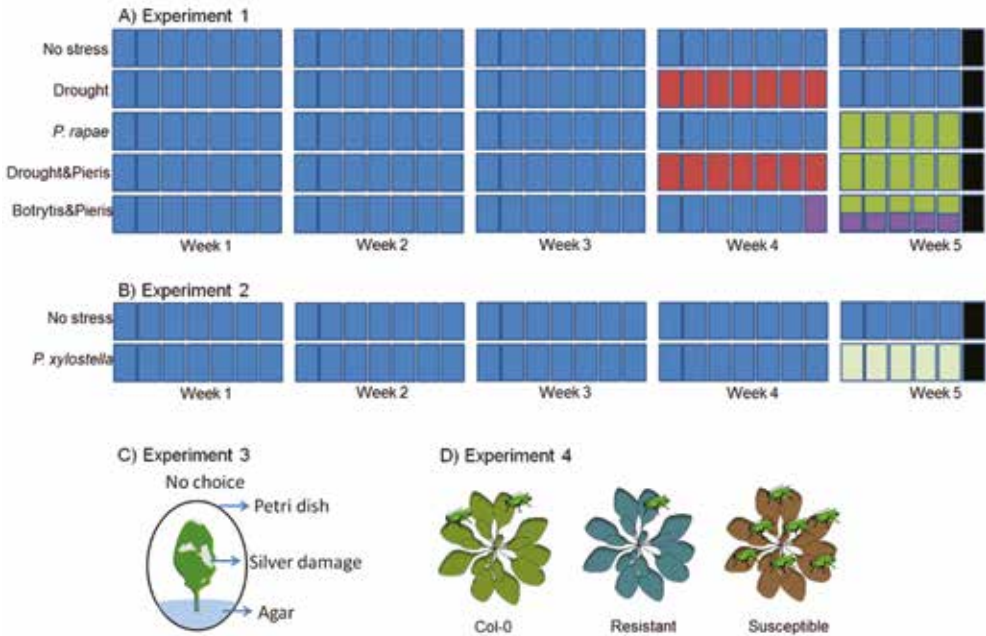 A) Experiment 1
No stress
Drought
P. rapae
Drought&Pieris
Botrytis&Pieris
Week 1 Week 2 Week 3 Week 4 Week 5
B) Experiment 2
No stress
P. xylostella
Week 1 Week 2 Week 3 Week 4 Week 5
C) Experiment 3
No choice
Petri dish
Silver damage
Agar
D) Experiment 4
Col-0 Resistant Susceptible